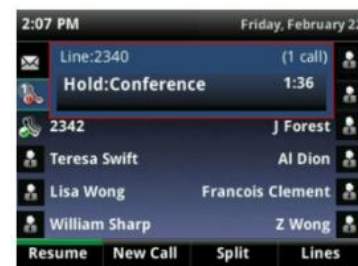 2:07 PM Friday, February 22
Line:2340 (1 call)
Hold:Conference 1:36
2342 J Forest
Teresa Swift Al Dion
Lisa Wong Francois Clement
William Sharp Z Wong
Resume New Call Split Lines